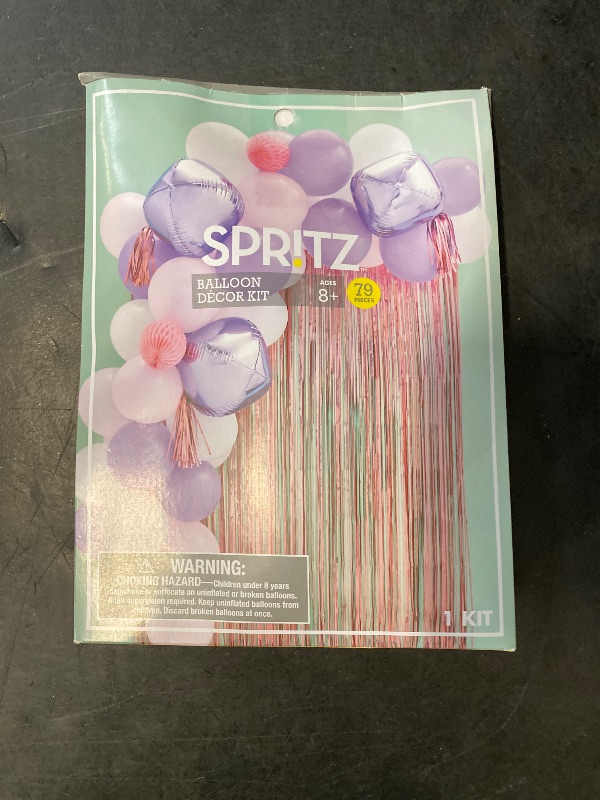 SPRITZ
BALLOON
DÉCOR KIT
AGES
8+
79
PIECES
WARNING:
CHOKING HAZARD—Children under 8 years
can choke or suffocate on uninflated or broken balloons.
Adult supervision required. Keep uninflated balloons from
children. Discard broken balloons at once.
1 KIT